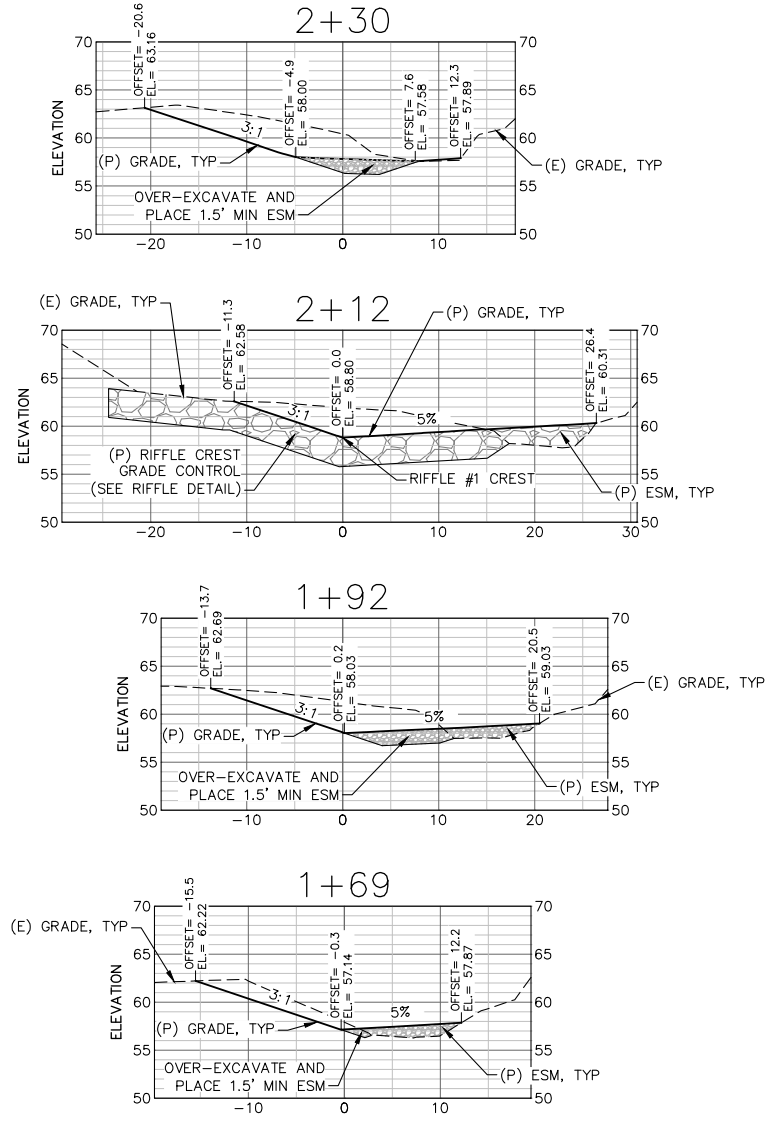 2+30
OFFSET= -20.6
EL.= 63.16
OFFSET= -4.9
EL.= 58.00
OFFSET= 7.6
EL.= 57.58
OFFSET= 12.3
EL.= 57.89
70
65
60
55
50
70
65
60
55
50
ELEVATION
3:1
(P) GRADE, TYP
(E) GRADE, TYP
OVER-EXCAVATE AND
PLACE 1.5' MIN ESM
-20
-10
0
10
2+12
(E) GRADE, TYP
(P) GRADE, TYP
OFFSET= -11.3
EL.= 62.58
OFFSET= 0.0
EL.= 58.80
OFFSET= 26.4
EL.= 60.31
70
65
60
55
50
70
65
60
55
50
ELEVATION
3:1
5%
(P) RIFFLE CREST
GRADE CONTROL
(SEE RIFFLE DETAIL)
RIFFLE #1 CREST
(P) ESM, TYP
-20
-10
0
10
20
30
1+92
OFFSET= -13.7
EL.= 62.69
OFFSET= 0.2
EL.= 58.03
OFFSET= 20.5
EL.= 59.03
70
65
60
55
50
70
65
60
55
50
ELEVATION
3:1
5%
(E) GRADE, TYP
(P) GRADE, TYP
OVER-EXCAVATE AND
PLACE 1.5' MIN ESM
(P) ESM, TYP
-10
0
10
20
1+69
OFFSET= -15.5
EL.= 62.22
OFFSET= -0.3
EL.= 57.14
OFFSET= 12.2
EL.= 57.87
70
65
60
55
50
70
65
60
55
50
ELEVATION
(E) GRADE, TYP
3:1
5%
(P) GRADE, TYP
OVER-EXCAVATE AND
PLACE 1.5' MIN ESM
(P) ESM, TYP
-10
0
10